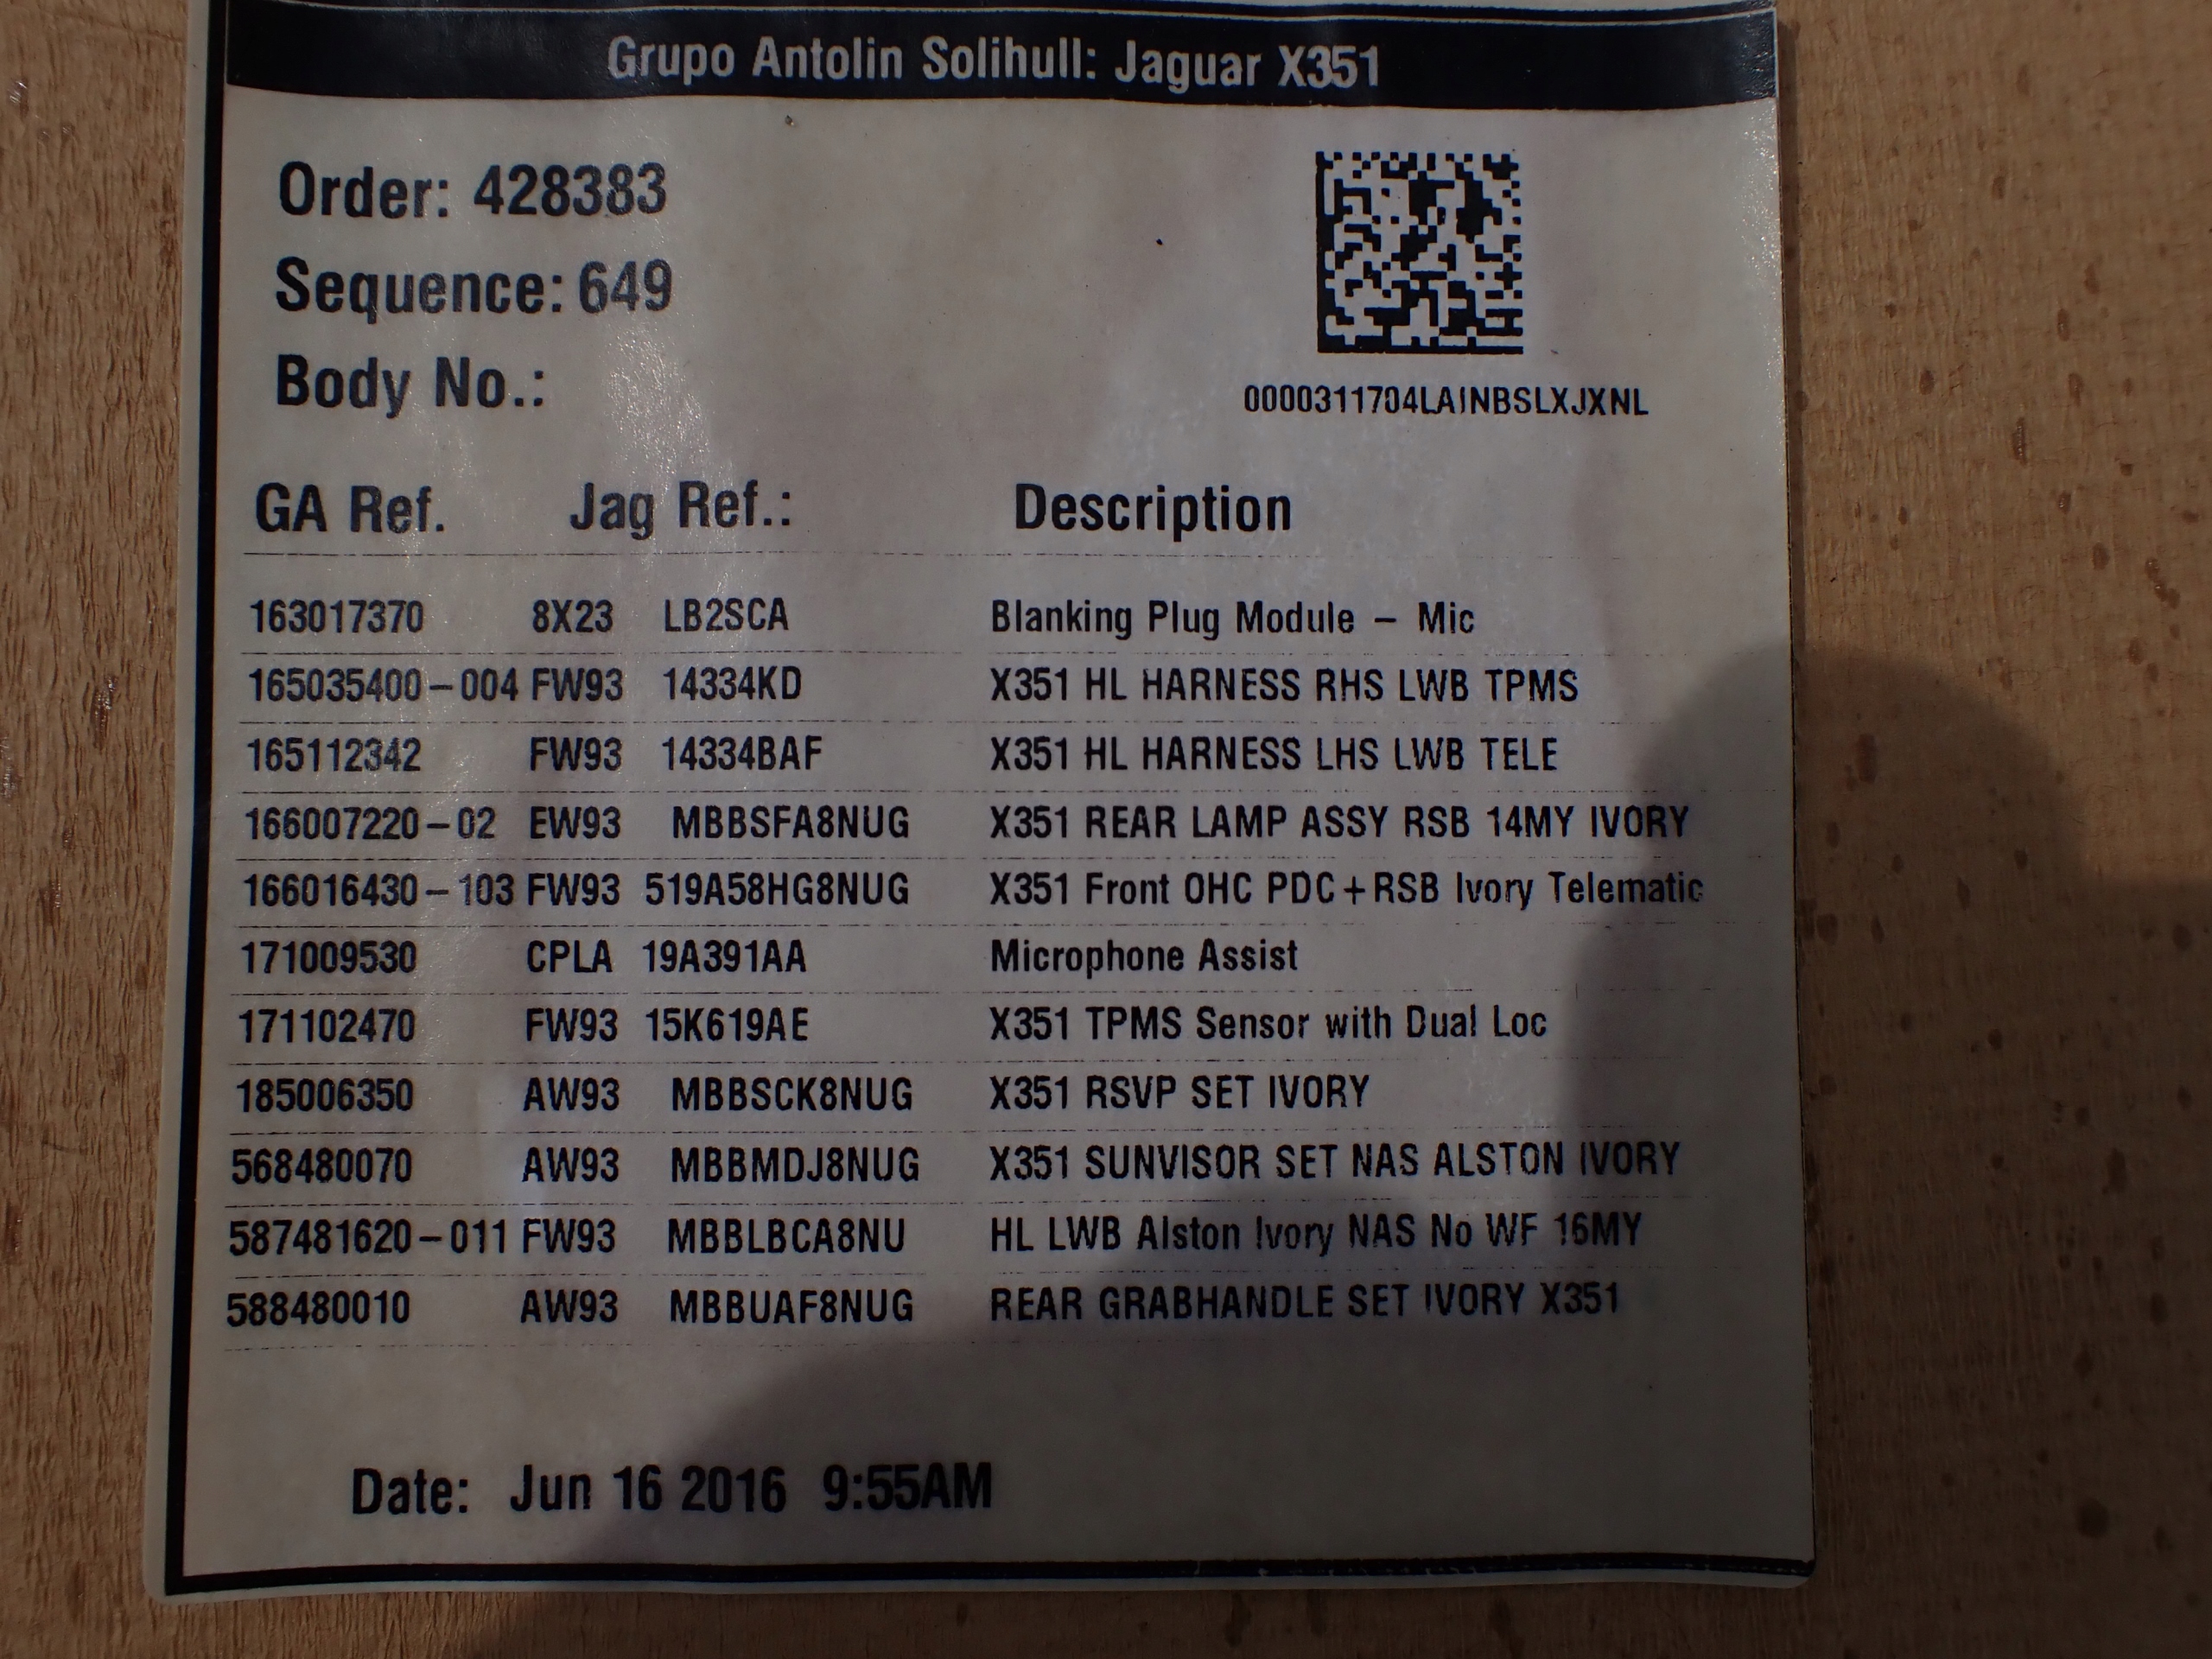 Grupo Antolin Solihull: Jaguar X351
Order: 428383
Sequence: 649
Body No.:
0000311704LAINBSLXJXNL
GA Ref. Jag Ref.: Description
163017370 8X23 LB2SCA Blanking Plug Module – Mic
165035400–004 FW93 14334KD X351 HL HARNESS RHS LWB TPMS
165112342 FW93 14334BAF X351 HL HARNESS LHS LWB TELE
166007220–02 EW93 MBBSFA8NUG X351 REAR LAMP ASSY RSB 14MY IVORY
166016430–103 FW93 519A58HG8NUG X351 Front OHC PDC+RSB Ivory Telematic
171009530 CPLA 19A391AA Microphone Assist
171102470 FW93 15K619AE X351 TPMS Sensor with Dual Loc
185006350 AW93 MBBSCK8NUG X351 RSVP SET IVORY
568480070 AW93 MBBMDJ8NUG X351 SUNVISOR SET NAS ALSTON IVORY
587481620–011 FW93 MBBLBCA8NU HL LWB Alston Ivory NAS No WF 16MY
588480010 AW93 MBBUAF8NUG REAR GRABHANDLE SET IVORY X351
Date: Jun 16 2016 9:55AM